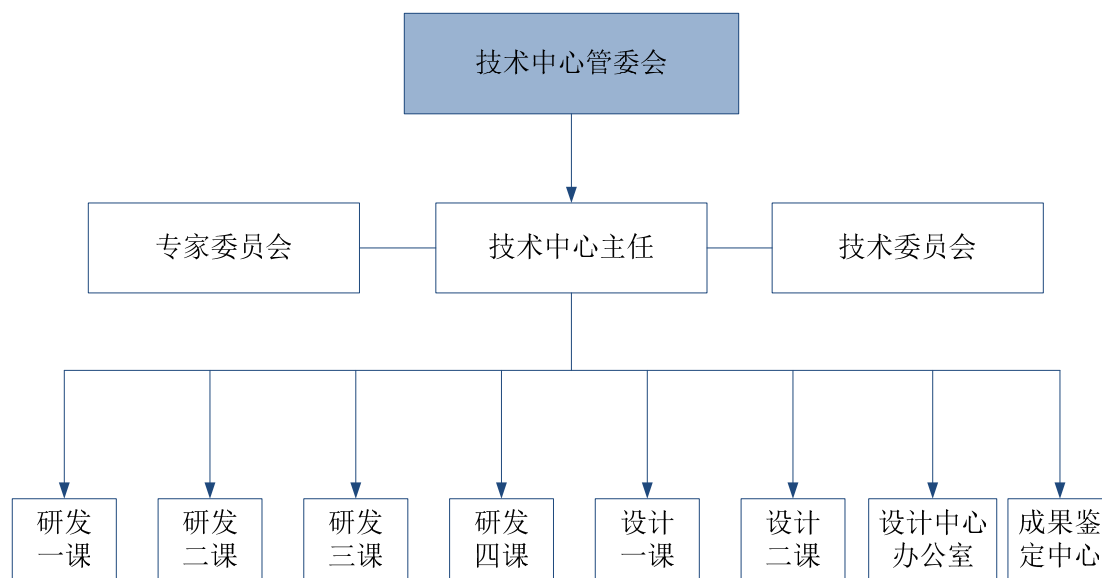 技术中心管委会
专家委员会
技术中心主任
技术委员会
研发
一课
研发
二课
研发
三课
研发
四课
设计
一课
设计
二课
设计中心
办公室
成果鉴
定中心